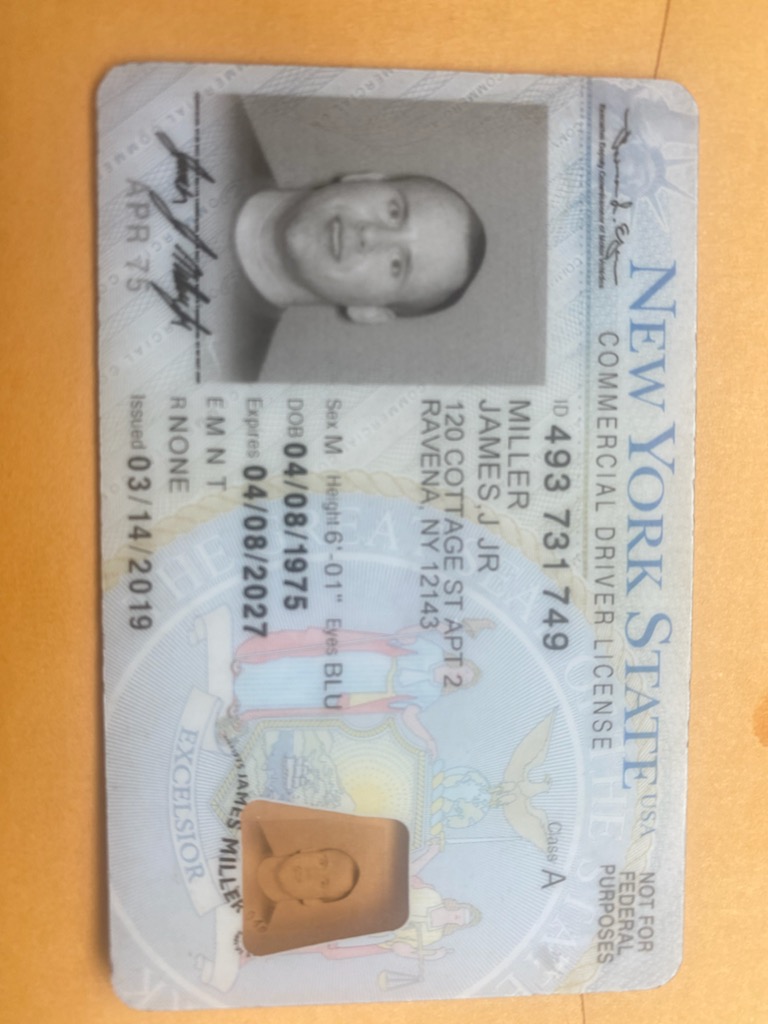 NEW YORK STATE USA
COMMERCIAL DRIVER LICENSE
NOT FOR
FEDERAL
PURPOSES
ID 493 731 749
Class A
MILLER
JAMES,J JR
120 COTTAGE ST APT 2
RAVENA, NY 12143
Sex M Height 6'-01" Eyes BLU
DOB 04/08/1975
Expires 04/08/2027
E M N T
R NONE
Issued 03/14/2019
APR 75
JAMES MILLER
EXCELSIOR